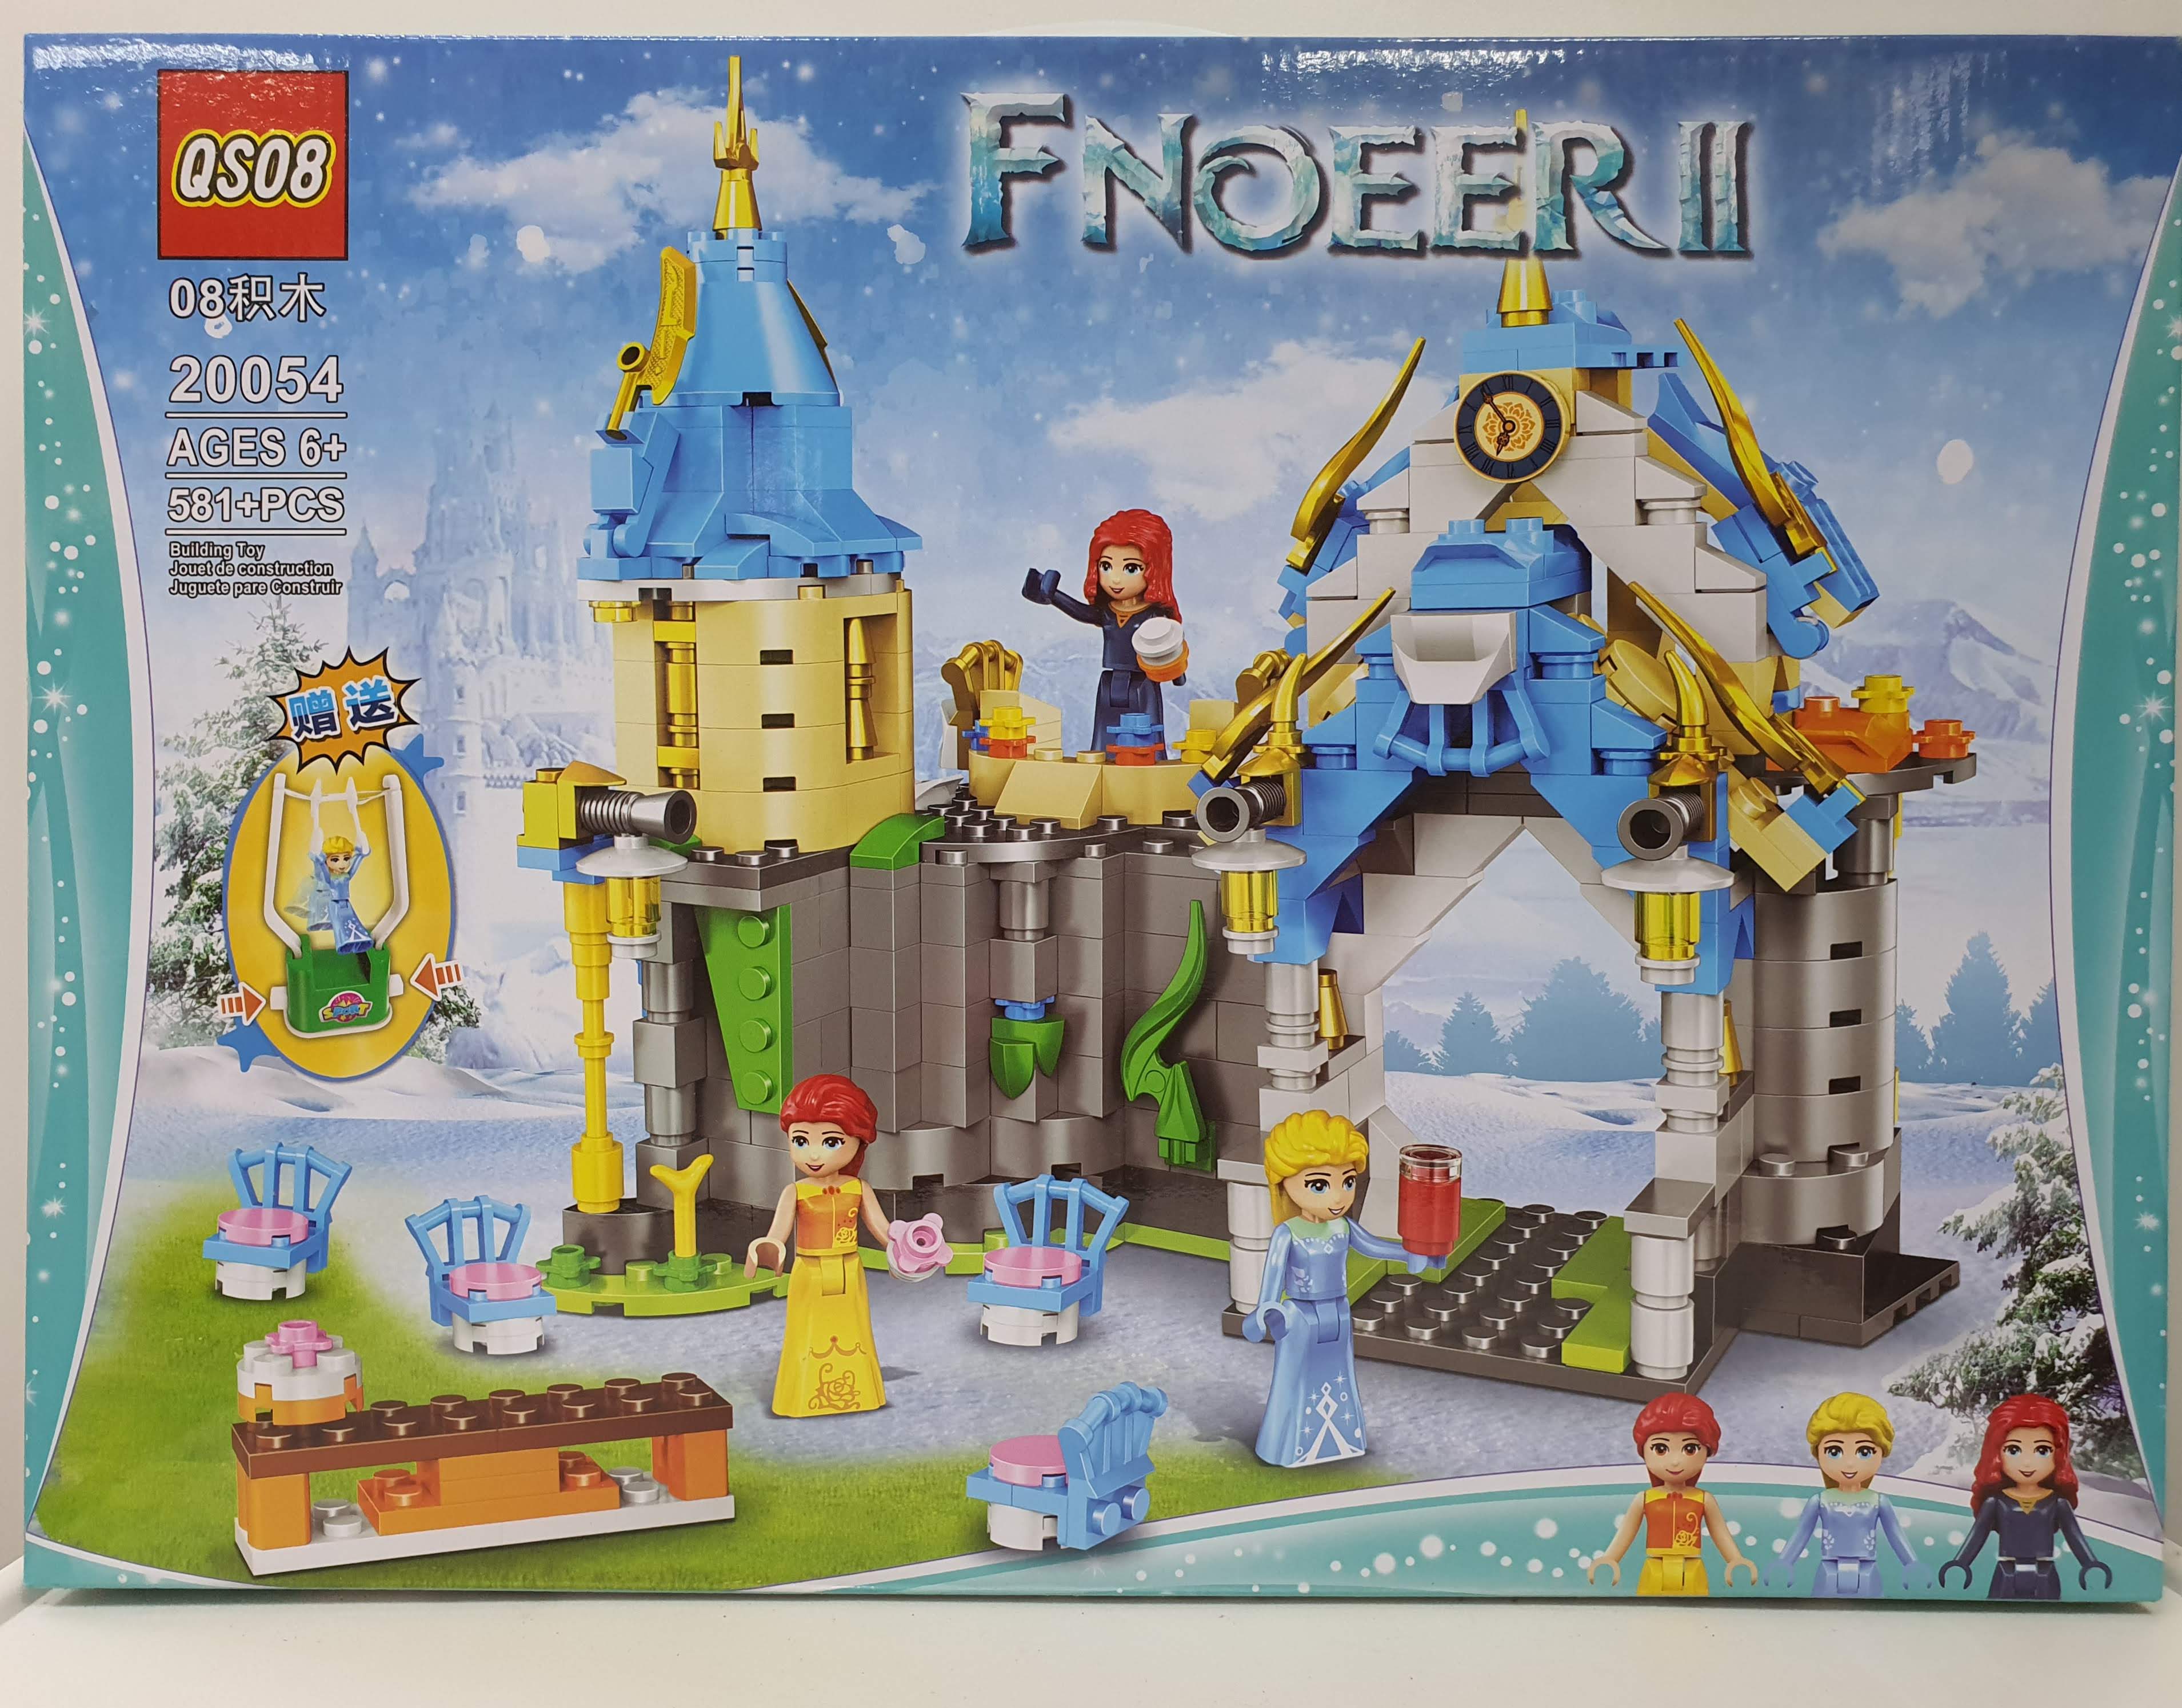 QS08
FNOEER II
08积木
20054
AGES 6+
581+PCS
Building Toy
Jouet de construction
Juguete pare Construir
赠送
SPORT